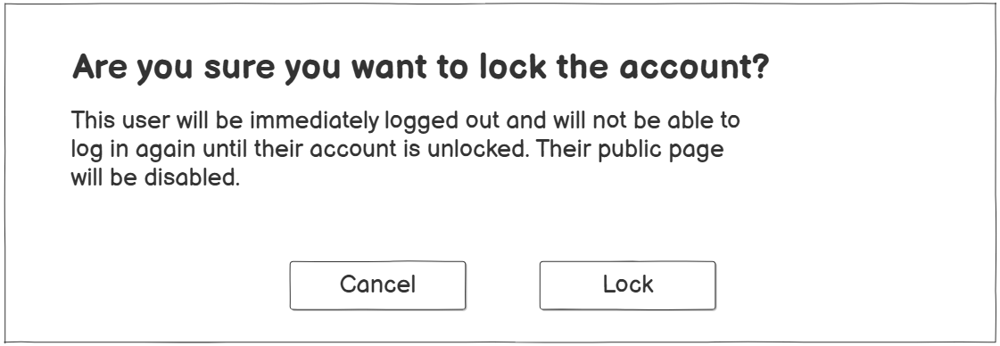 Are you sure you want to lock the account?
This user will be immediately logged out and will not be able to
log in again until their account is unlocked. Their public page
will be disabled.
Cancel
Lock